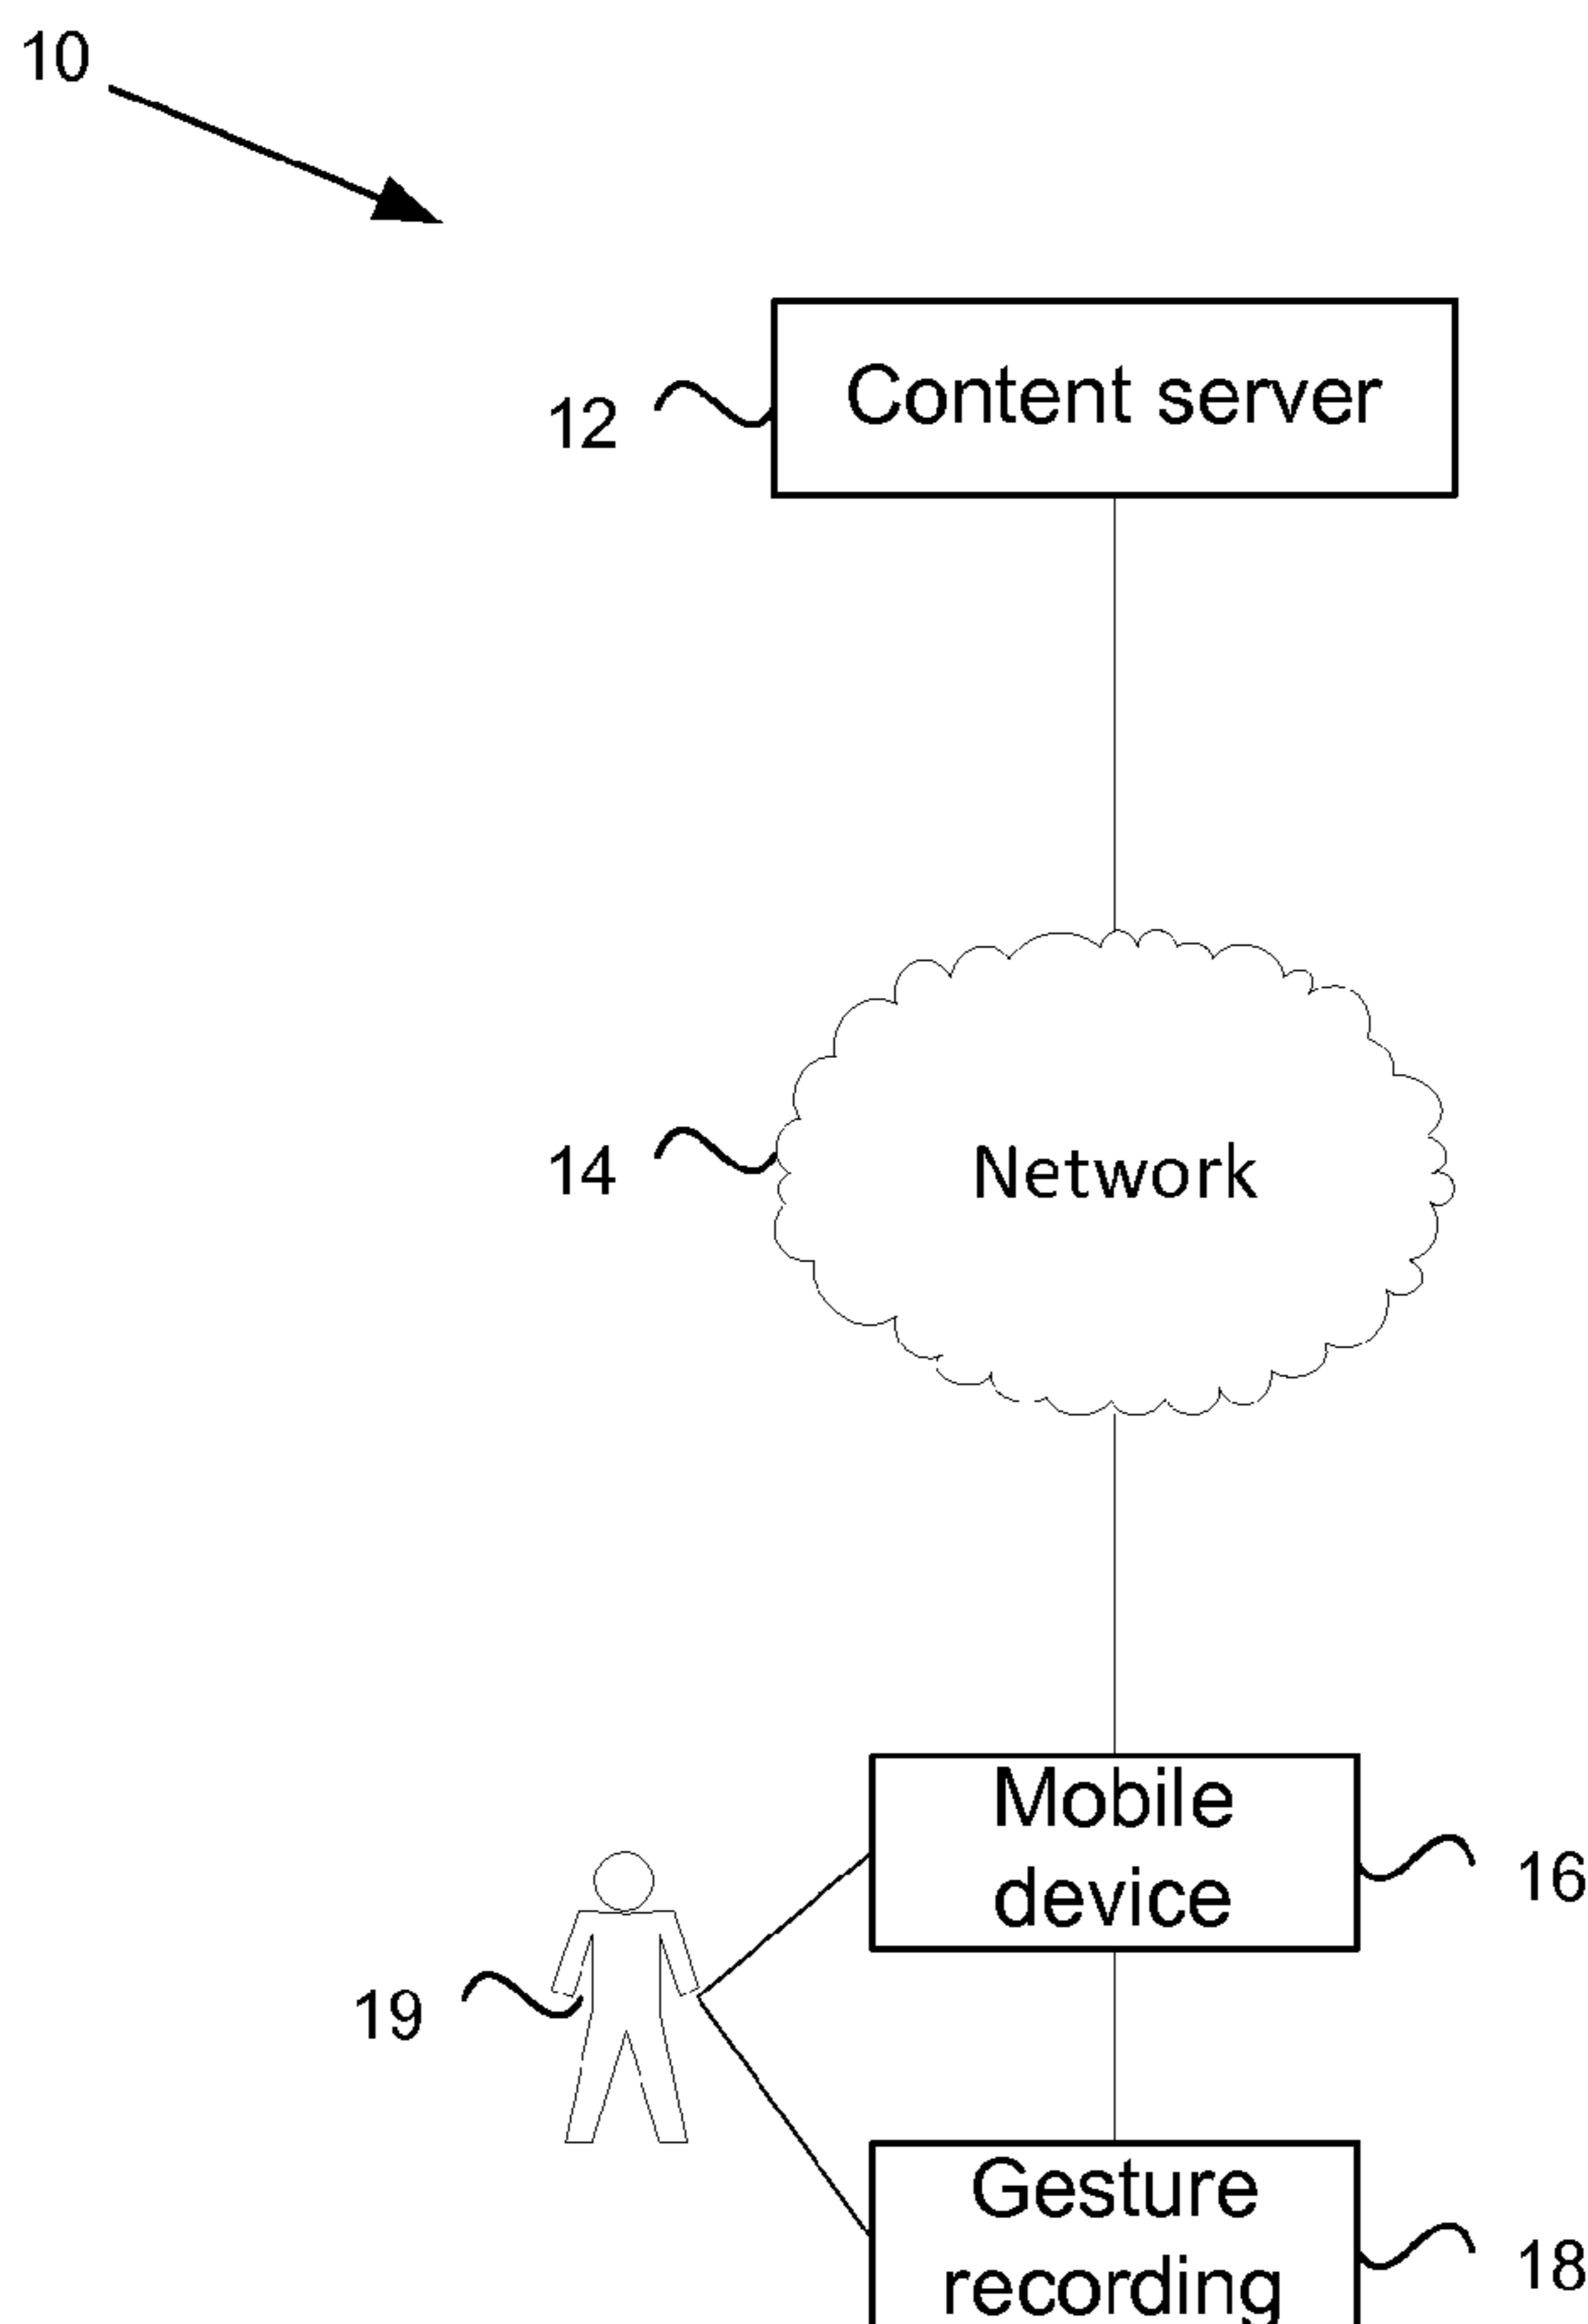 10
Content server
12
Network
14
Mobile
device
16
19
Gesture
recording
18